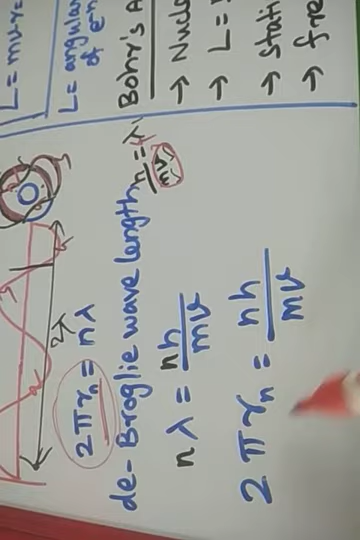 L = mvr
L = angular
of e⁻
Bohr's A
→ Nucl
→ L =
→ Stati
→ fre
2λ
2πrₙ = nλ
de-Broglie wave length = h/mv
nλ = nh/mv
2πrₙ = nh/mv